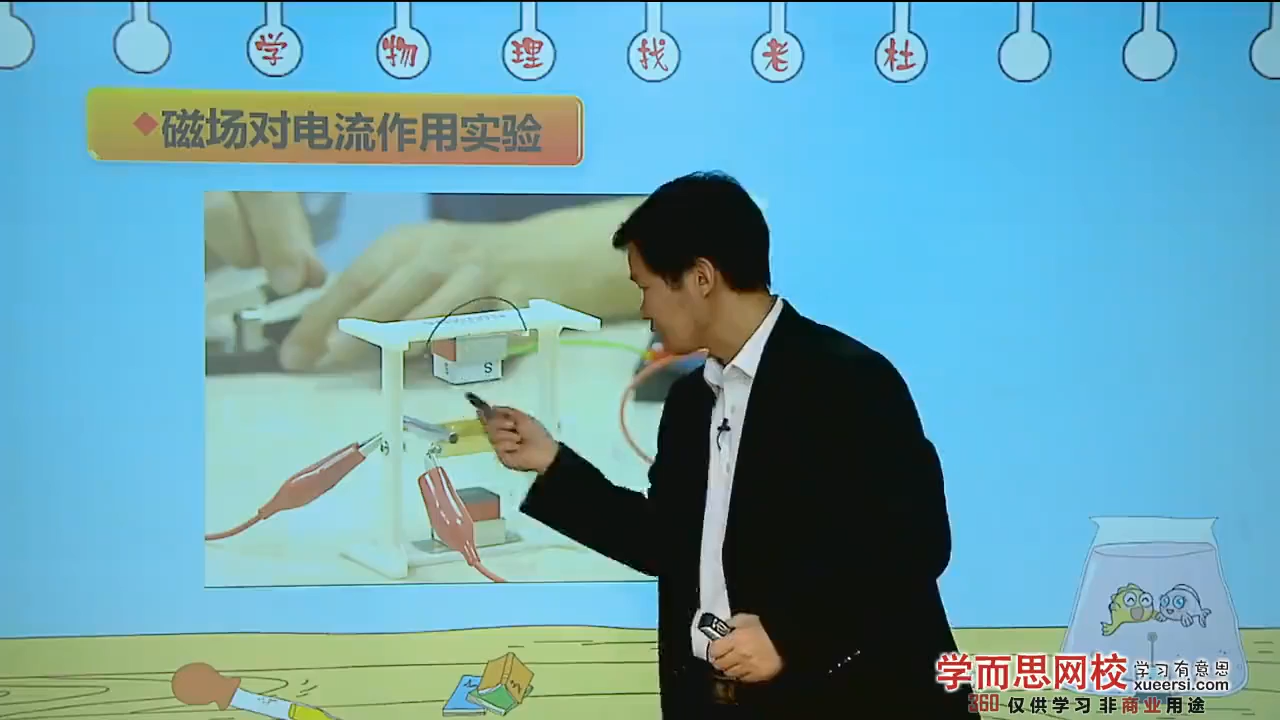 学物理找老杜
磁场对电流作用实验
S
学而思网校 学习有意思
xueersi.com
360 仅供学习 非商业用途